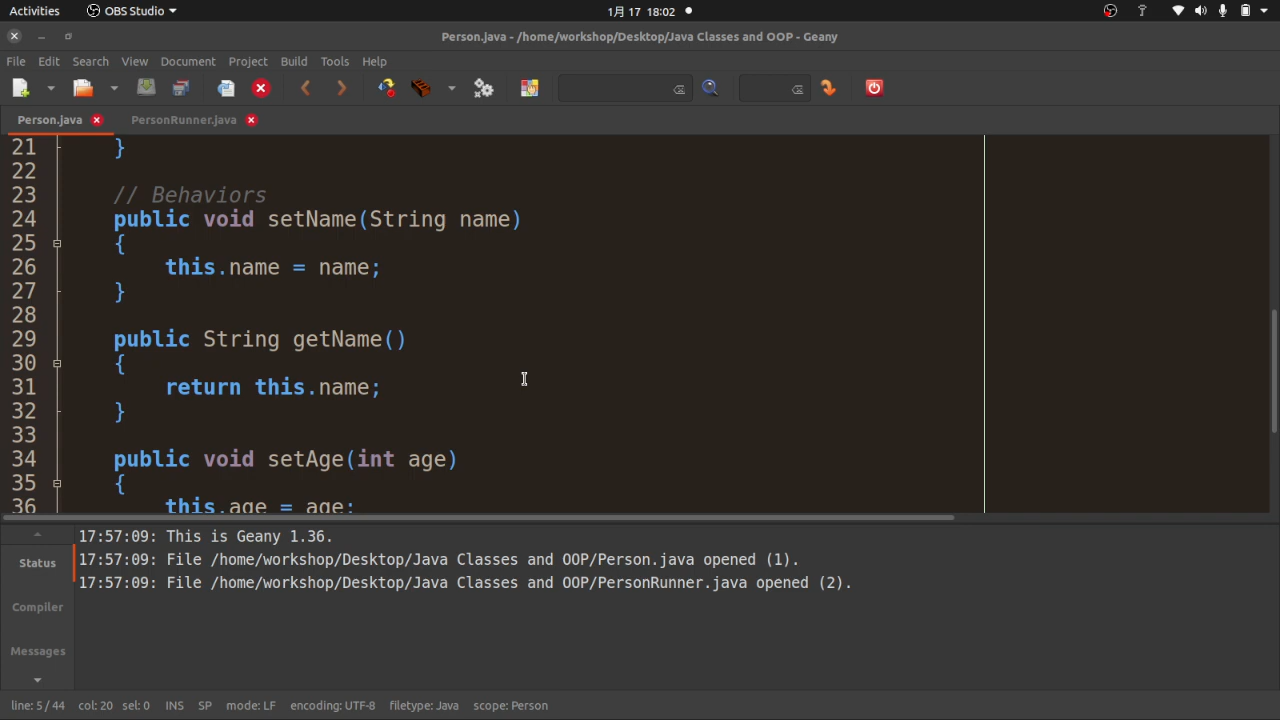 Activities OBS Studio 1月 17 18:02
Person.java - /home/workshop/Desktop/Java Classes and OOP - Geany
File Edit Search View Document Project Build Tools Help
Person.java PersonRunner.java
21 }
22
23 // Behaviors
24 public void setName(String name)
25 {
26 this.name = name;
27 }
28
29 public String getName()
30 {
31 return this.name;
32 }
33
34 public void setAge(int age)
35 {
36 this.age = age;
17:57:09: This is Geany 1.36.
Status 17:57:09: File /home/workshop/Desktop/Java Classes and OOP/Person.java opened (1).
17:57:09: File /home/workshop/Desktop/Java Classes and OOP/PersonRunner.java opened (2).
Compiler
Messages
line: 5 / 44 col: 20 sel: 0 INS SP mode: LF encoding: UTF-8 filetype: Java scope: Person